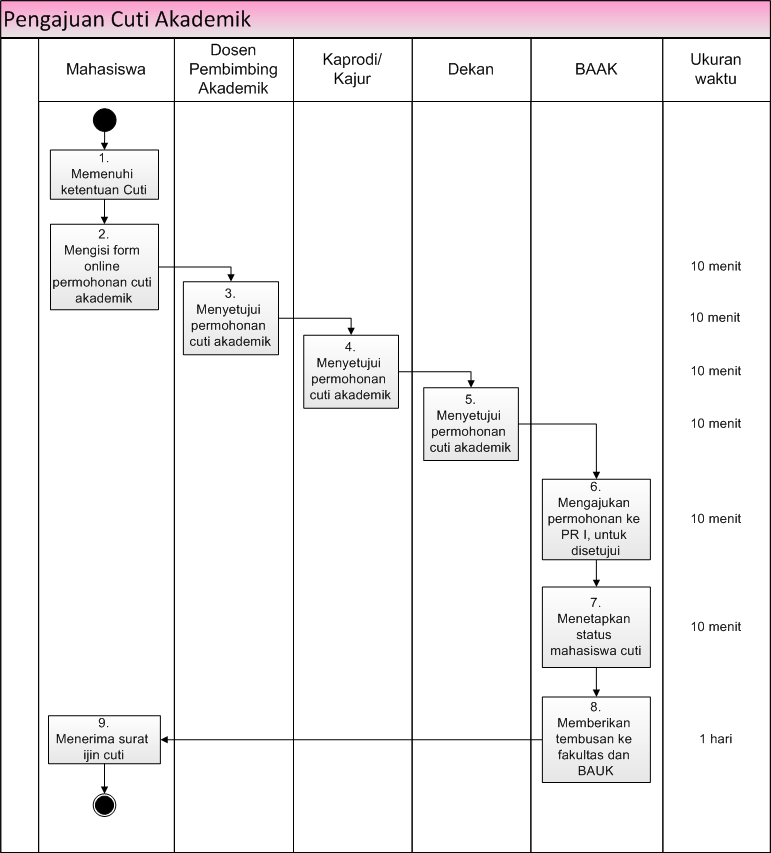 Pengajuan Cuti Akademik
Mahasiswa
Dosen
Pembimbing
Akademik
Kaprodi/
Kajur
Dekan
BAAK
Ukuran
waktu
1.
Memenuhi
ketentuan Cuti
2.
Mengisi form
online
permohonan cuti
akademik
10 menit
3.
Menyetujui
permohonan
cuti akademik
10 menit
4.
Menyetujui
permohonan
cuti akademik
10 menit
5.
Menyetujui
permohonan
cuti akademik
10 menit
6.
Mengajukan
permohonan ke
PR I, untuk
disetujui
10 menit
7.
Menetapkan
status
mahasiswa cuti
10 menit
8.
Memberikan
tembusan ke
fakultas dan
BAUK
1 hari
9.
Menerima surat
ijin cuti